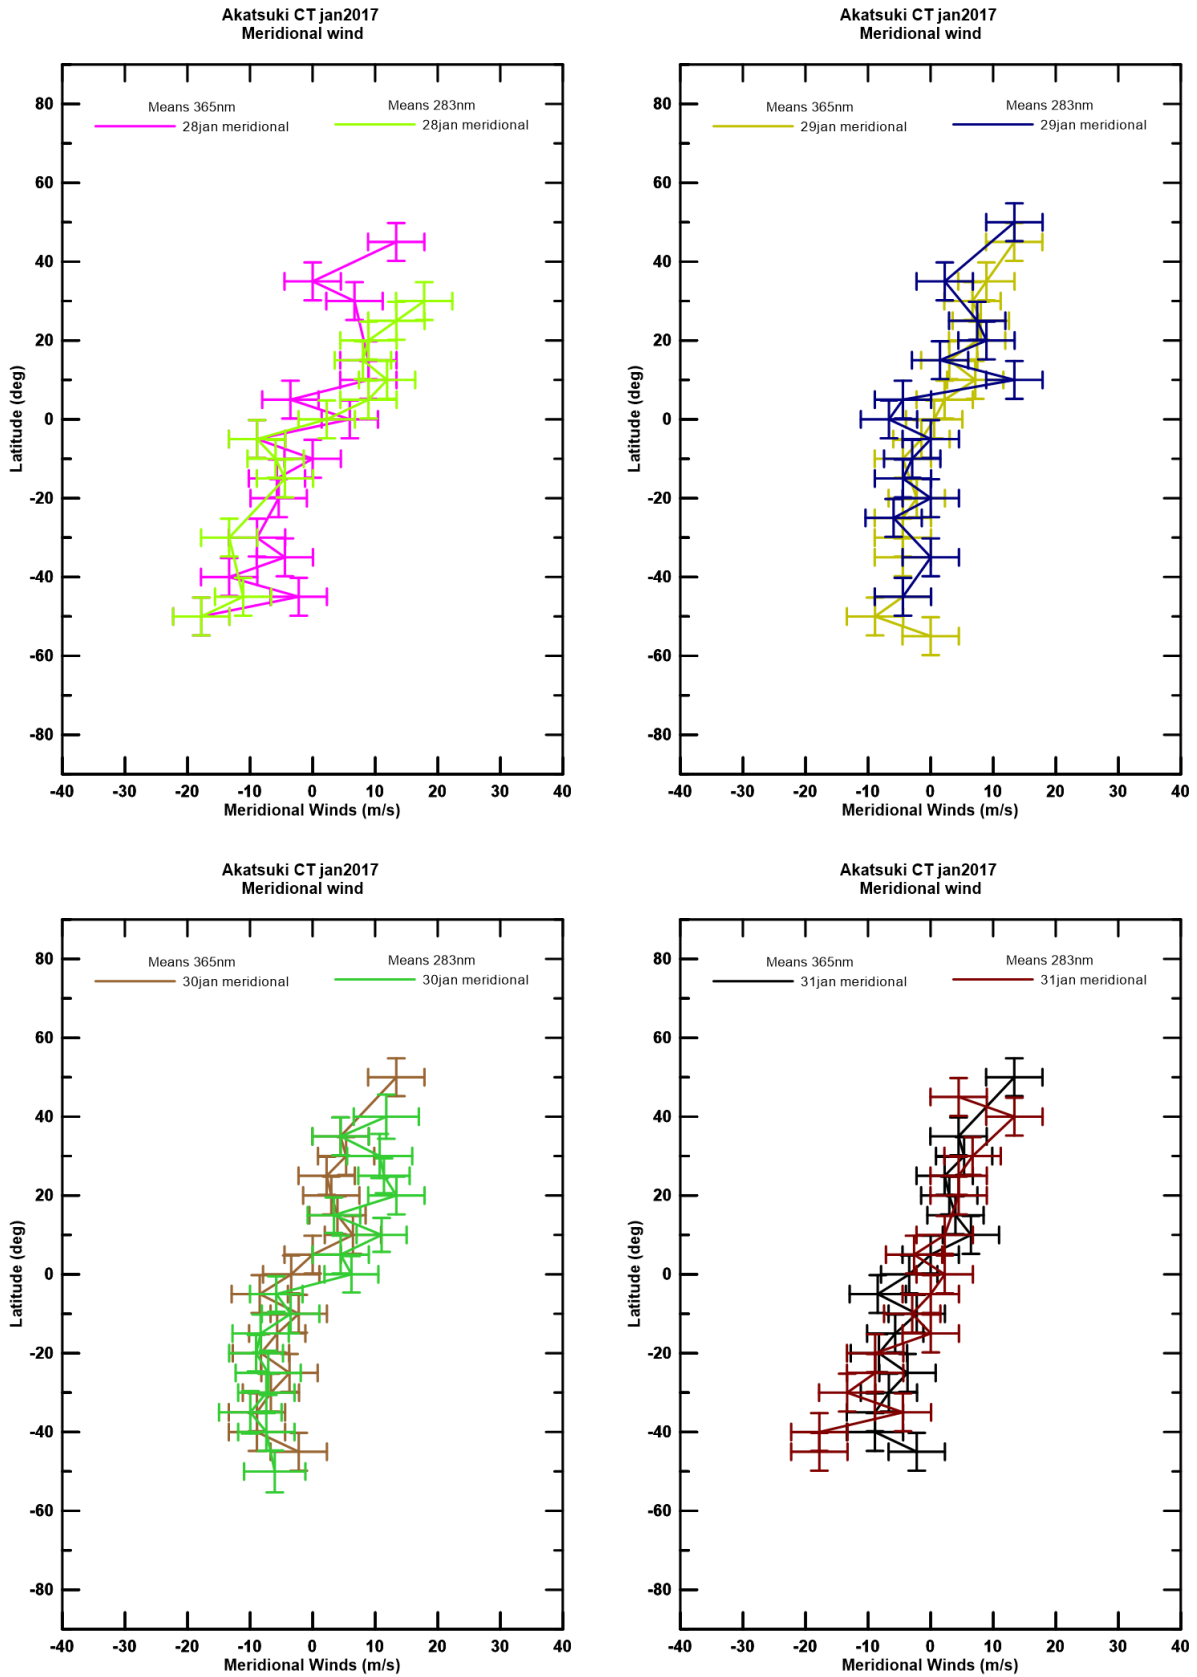 Akatsuki CT jan2017
Meridional wind
Means 365nm
28jan meridional
Means 283nm
28jan meridional
80
60
40
20
0
-20
-40
-60
-80
Latitude (deg)
-40 -30 -20 -10 0 10 20 30 40
Meridional Winds (m/s)
Akatsuki CT jan2017
Meridional wind
Means 365nm
29jan meridional
Means 283nm
29jan meridional
80
60
40
20
0
-20
-40
-60
-80
Latitude (deg)
-40 -30 -20 -10 0 10 20 30 40
Meridional Winds (m/s)
Akatsuki CT jan2017
Meridional wind
Means 365nm
30jan meridional
Means 283nm
30jan meridional
80
60
40
20
0
-20
-40
-60
-80
Latitude (deg)
-40 -30 -20 -10 0 10 20 30 40
Meridional Winds (m/s)
Akatsuki CT jan2017
Meridional wind
Means 365nm
31jan meridional
Means 283nm
31jan meridional
80
60
40
20
0
-20
-40
-60
-80
Latitude (deg)
-40 -30 -20 -10 0 10 20 30 40
Meridional Winds (m/s)